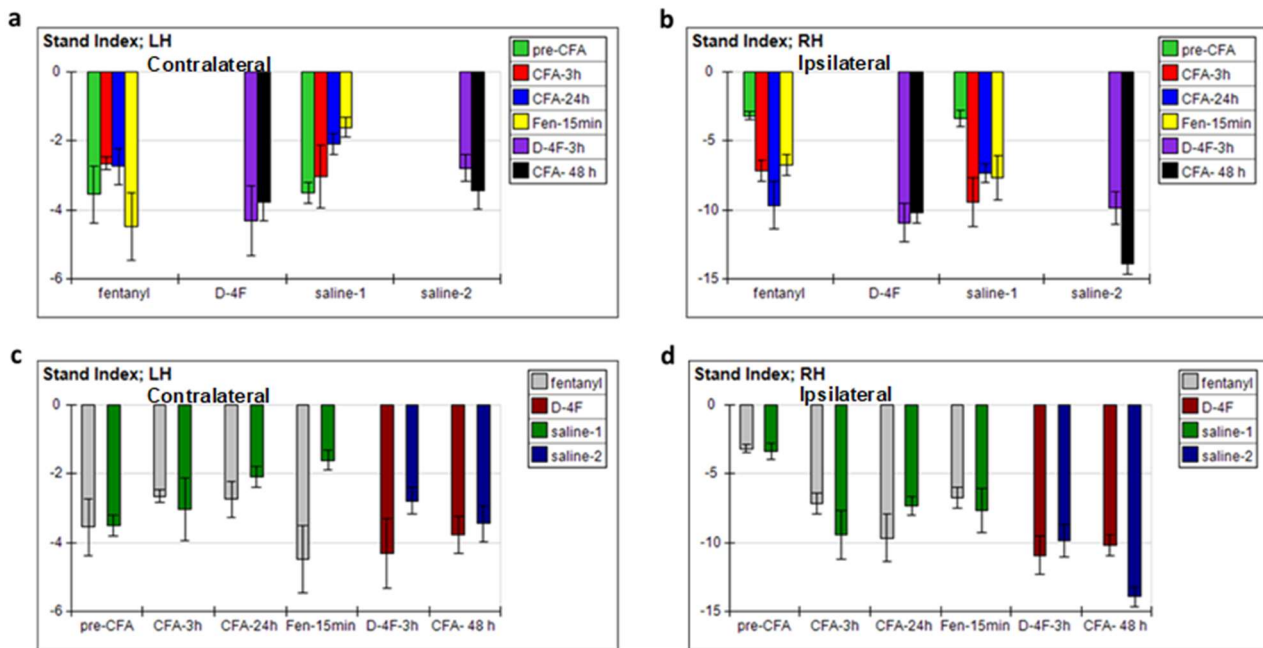 a
Stand Index; LH
Contralateral
pre-CFA
CFA-3h
CFA-24h
Fen-15min
D-4F-3h
CFA- 48 h
0
-2
-4
-6
fentanyl D-4F saline-1 saline-2
b
Stand Index; RH
Ipsilateral
pre-CFA
CFA-3h
CFA-24h
Fen-15min
D-4F-3h
CFA- 48 h
0
-5
-10
-15
fentanyl D-4F saline-1 saline-2
c
Stand Index; LH
Contralateral
fentanyl
D-4F
saline-1
saline-2
0
-2
-4
-6
pre-CFA CFA-3h CFA-24h Fen-15min D-4F-3h CFA- 48 h
d
Stand Index; RH
Ipsilateral
fentanyl
D-4F
saline-1
saline-2
0
-5
-10
-15
pre-CFA CFA-3h CFA-24h Fen-15min D-4F-3h CFA- 48 h